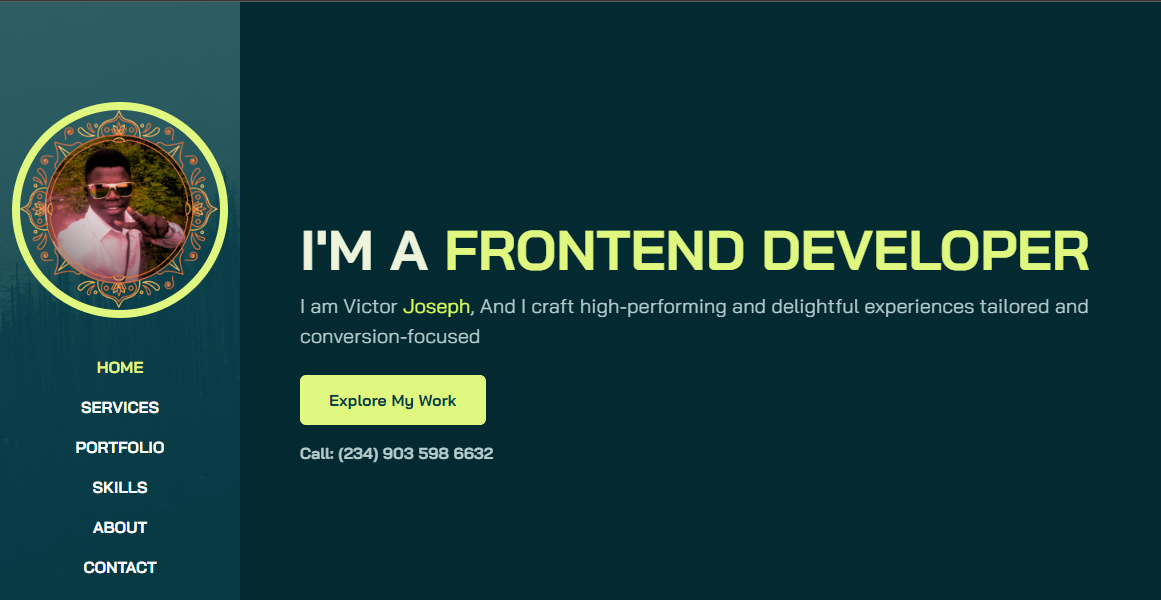 HOME
SERVICES
PORTFOLIO
SKILLS
ABOUT
CONTACT
I'M A FRONTEND DEVELOPER
I am Victor Joseph, And I craft high-performing and delightful experiences tailored and
conversion-focused
Explore My Work
Call: (234) 903 598 6632